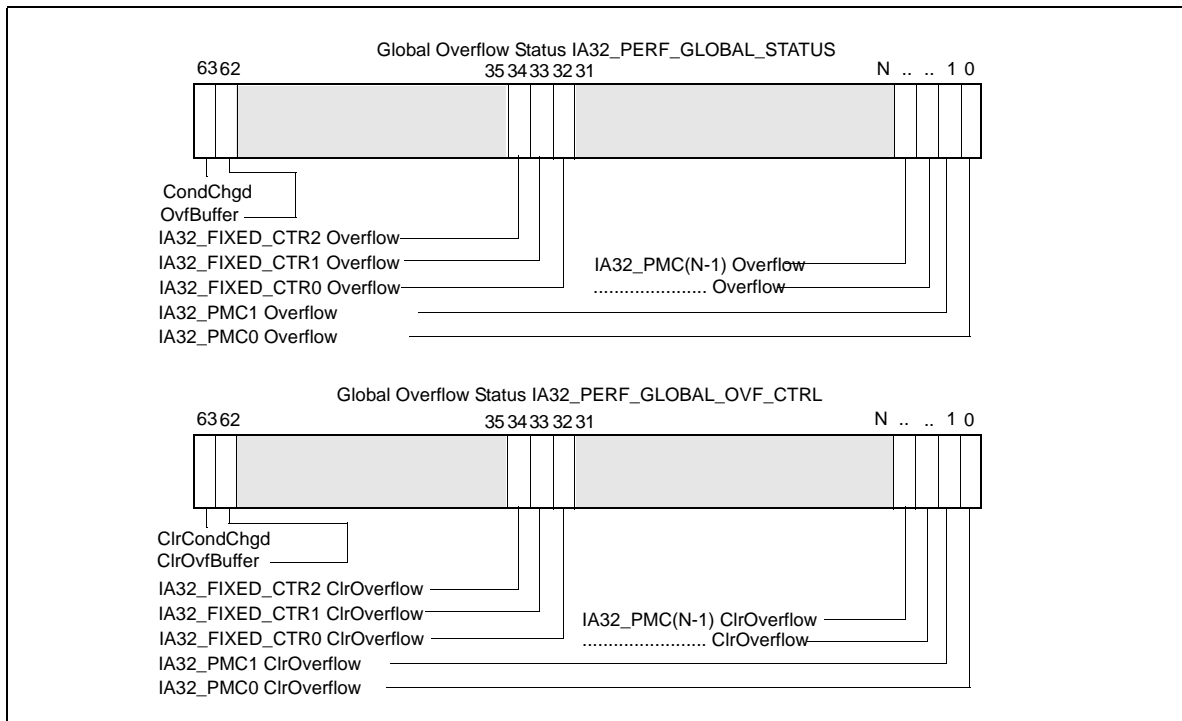 Global Overflow Status IA32_PERF_GLOBAL_STATUS
63 62 35 34 33 32 31 N .. .. 1 0
CondChgd
OvfBuffer
IA32_FIXED_CTR2 Overflow
IA32_FIXED_CTR1 Overflow
IA32_PMC(N-1) Overflow
IA32_FIXED_CTR0 Overflow
...................... Overflow
IA32_PMC1 Overflow
IA32_PMC0 Overflow
Global Overflow Status IA32_PERF_GLOBAL_OVF_CTRL
63 62 35 34 33 32 31 N .. .. 1 0
ClrCondChgd
ClrOvfBuffer
IA32_FIXED_CTR2 ClrOverflow
IA32_FIXED_CTR1 ClrOverflow
IA32_PMC(N-1) ClrOverflow
IA32_FIXED_CTR0 ClrOverflow
........................ ClrOverflow
IA32_PMC1 ClrOverflow
IA32_PMC0 ClrOverflow